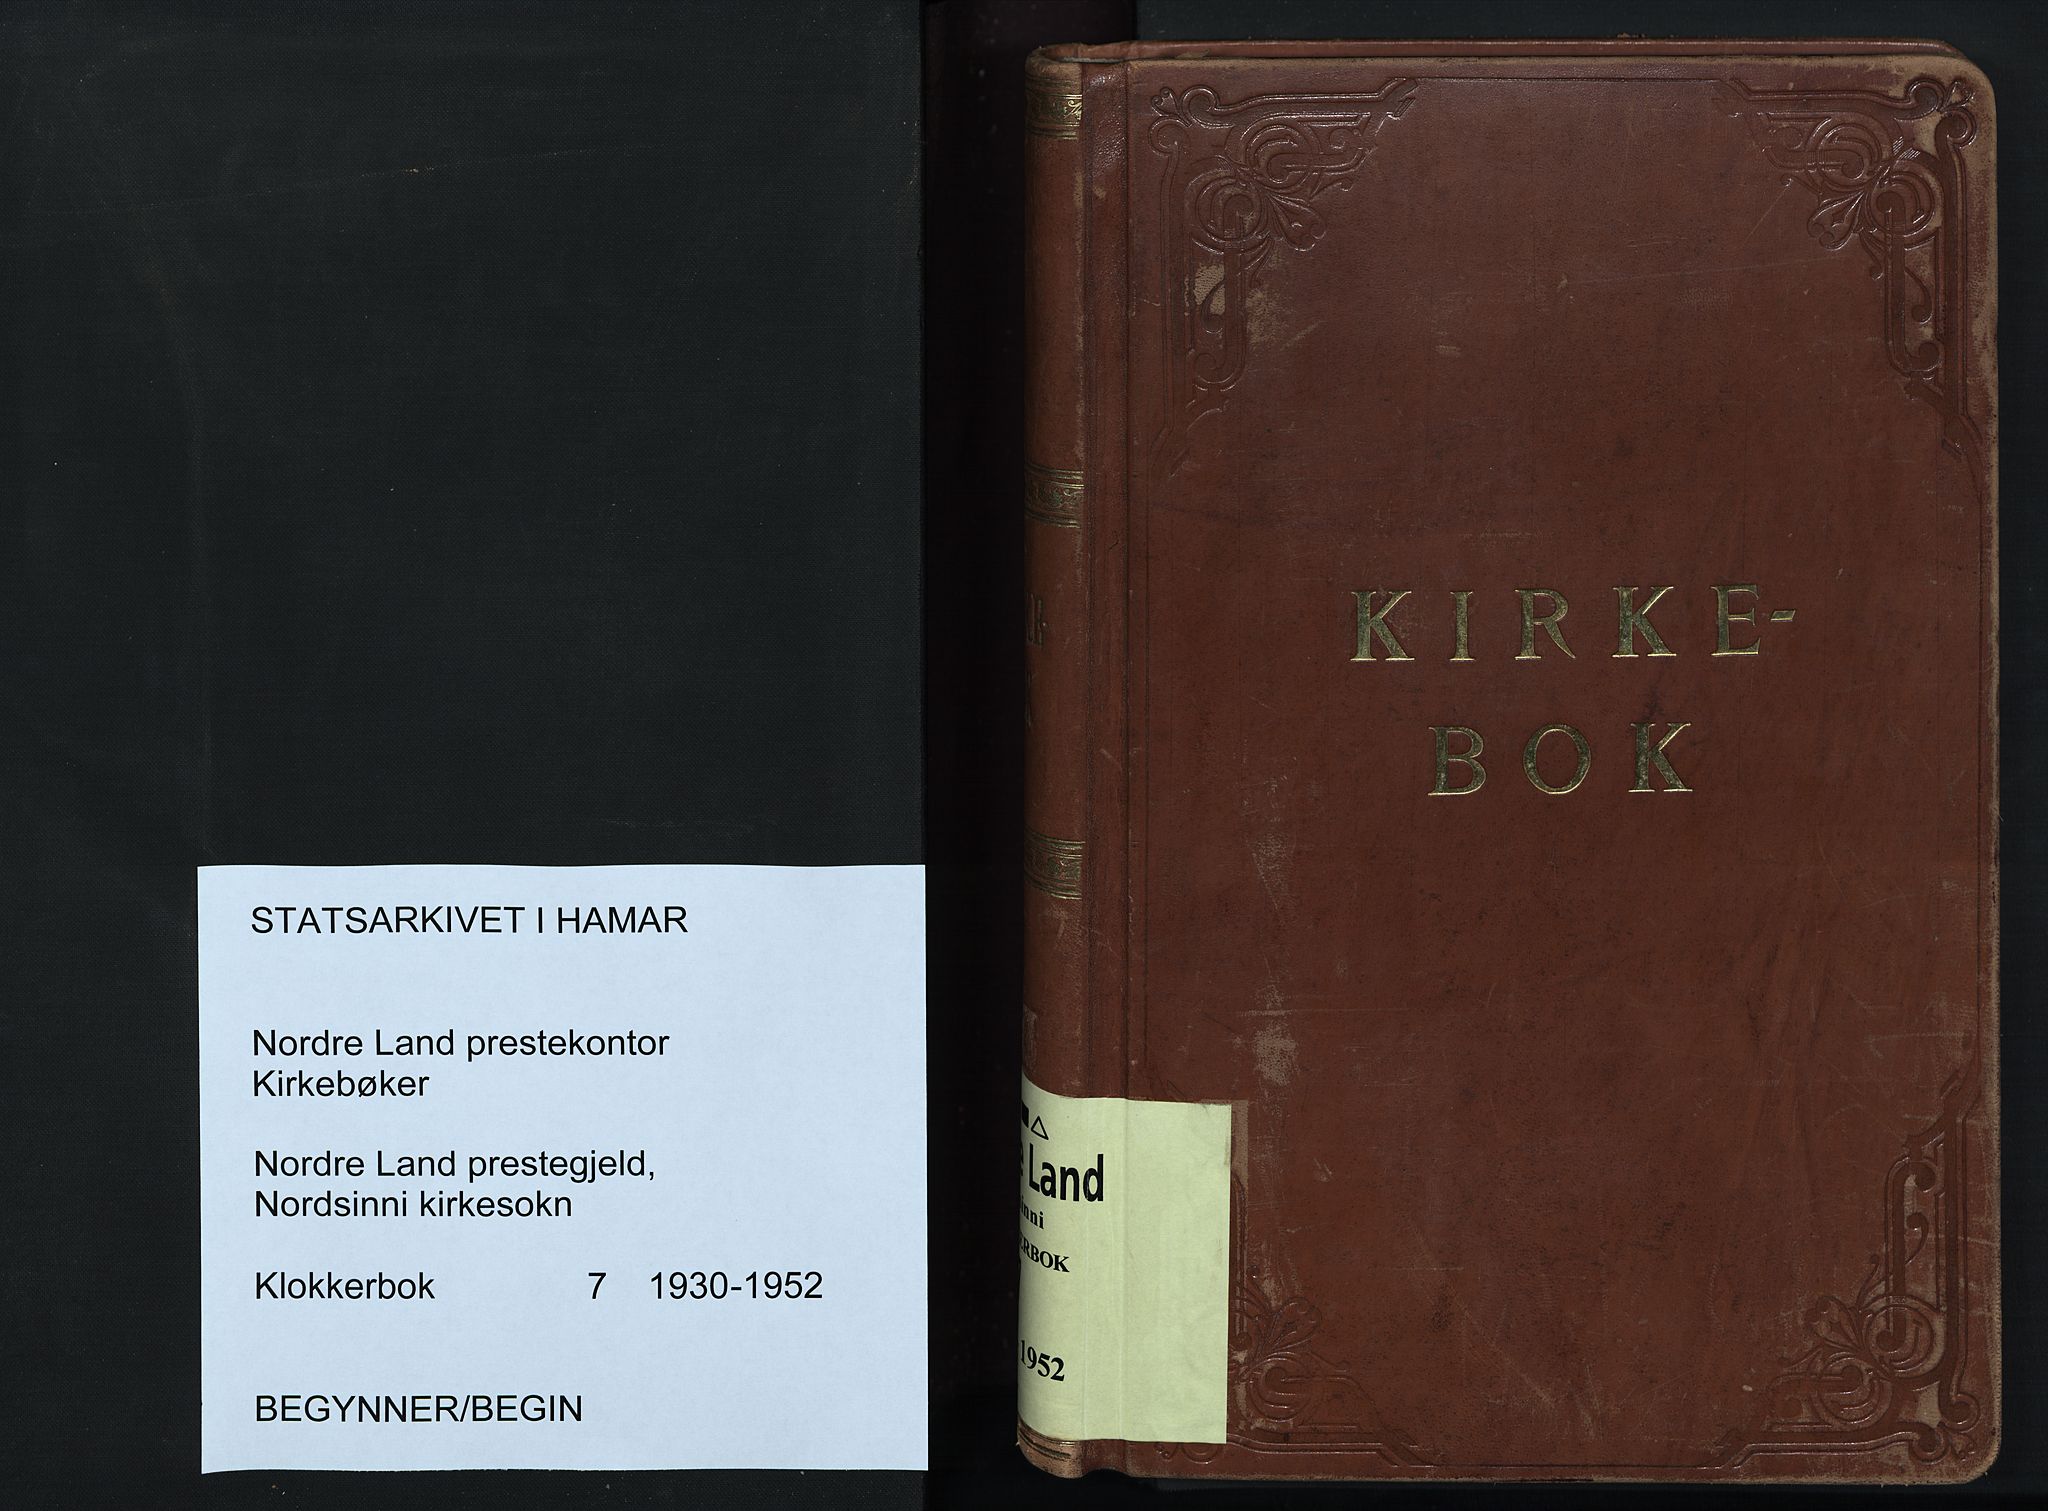 STATSARKIVET I HAMAR
Nordre Land prestekontor
Kirkebøker
Nordre Land prestegjeld,
Nordsinni kirkesokn
Klokkerbok 7 1930-1952
BEGYNNER/BEGIN
KIRKE-
BOK
Land
1952